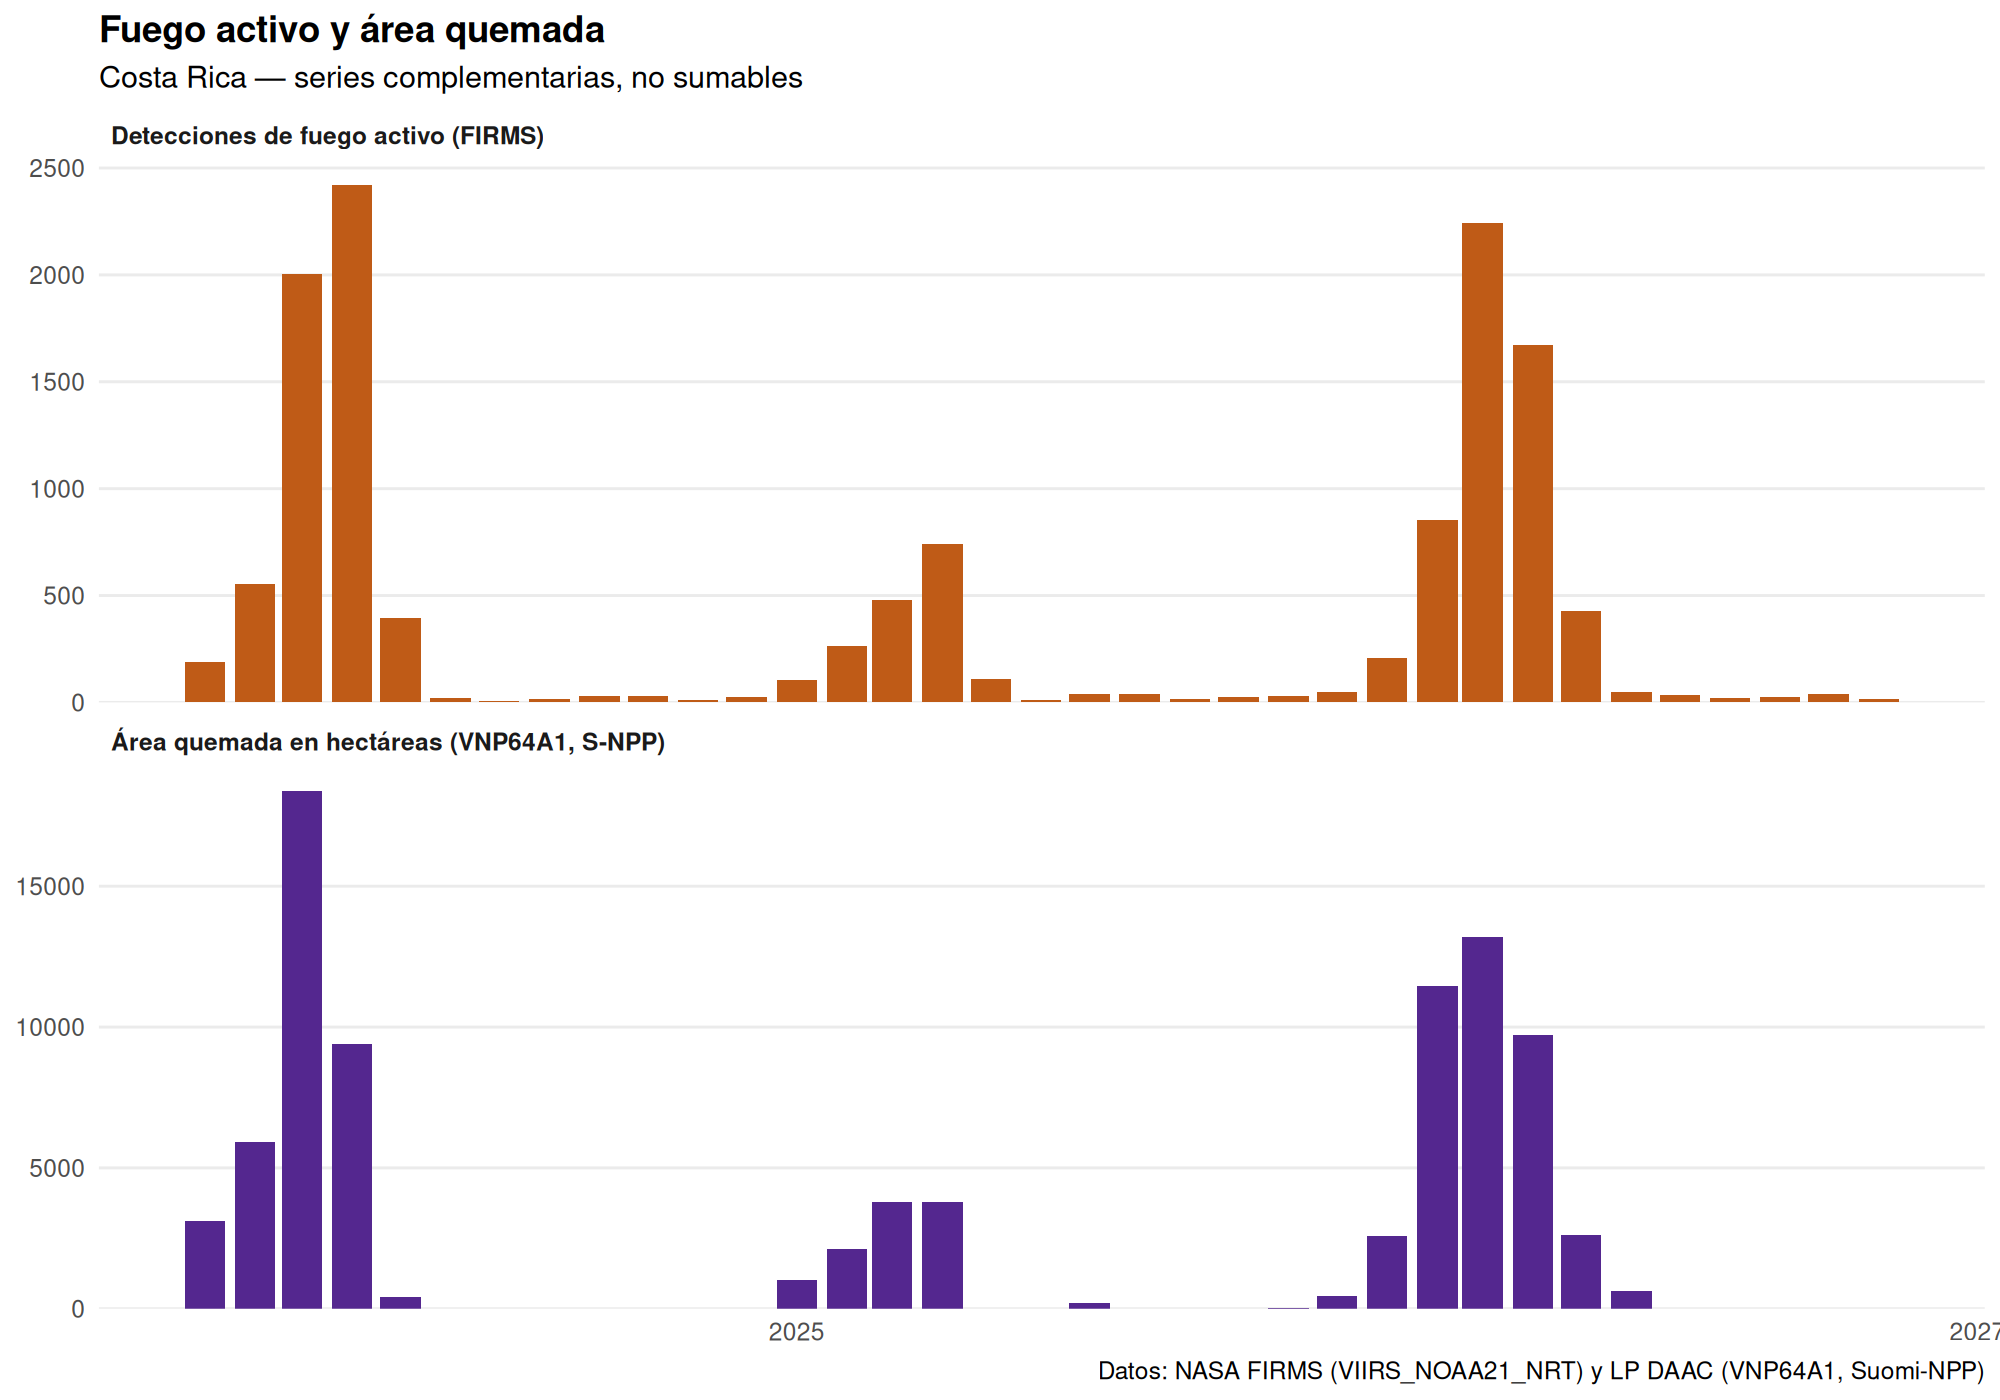 Fuego activo y área quemada
Costa Rica — series complementarias, no sumables
Detecciones de fuego activo (FIRMS)
2500
2000
1500
1000
500
0
Área quemada en hectáreas (VNP64A1, S-NPP)
15000
10000
5000
0
2025
2027
Datos: NASA FIRMS (VIIRS_NOAA21_NRT) y LP DAAC (VNP64A1, Suomi-NPP)